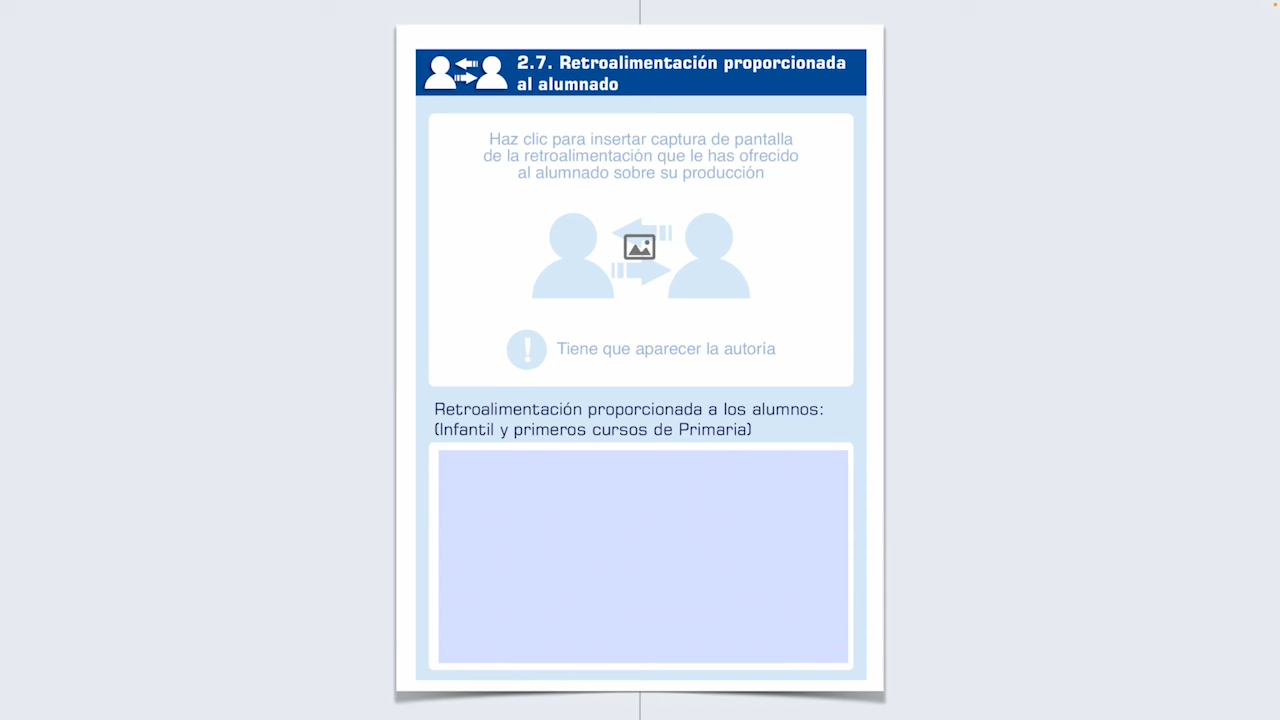 2.7. Retroalimentación proporcionada
al alumnado
Haz clic para insertar captura de pantalla
de la retroalimentación que le has ofrecido
al alumnado sobre su producción
! Tiene que aparecer la autoría
Retroalimentación proporcionada a los alumnos:
(Infantil y primeros cursos de Primaria)